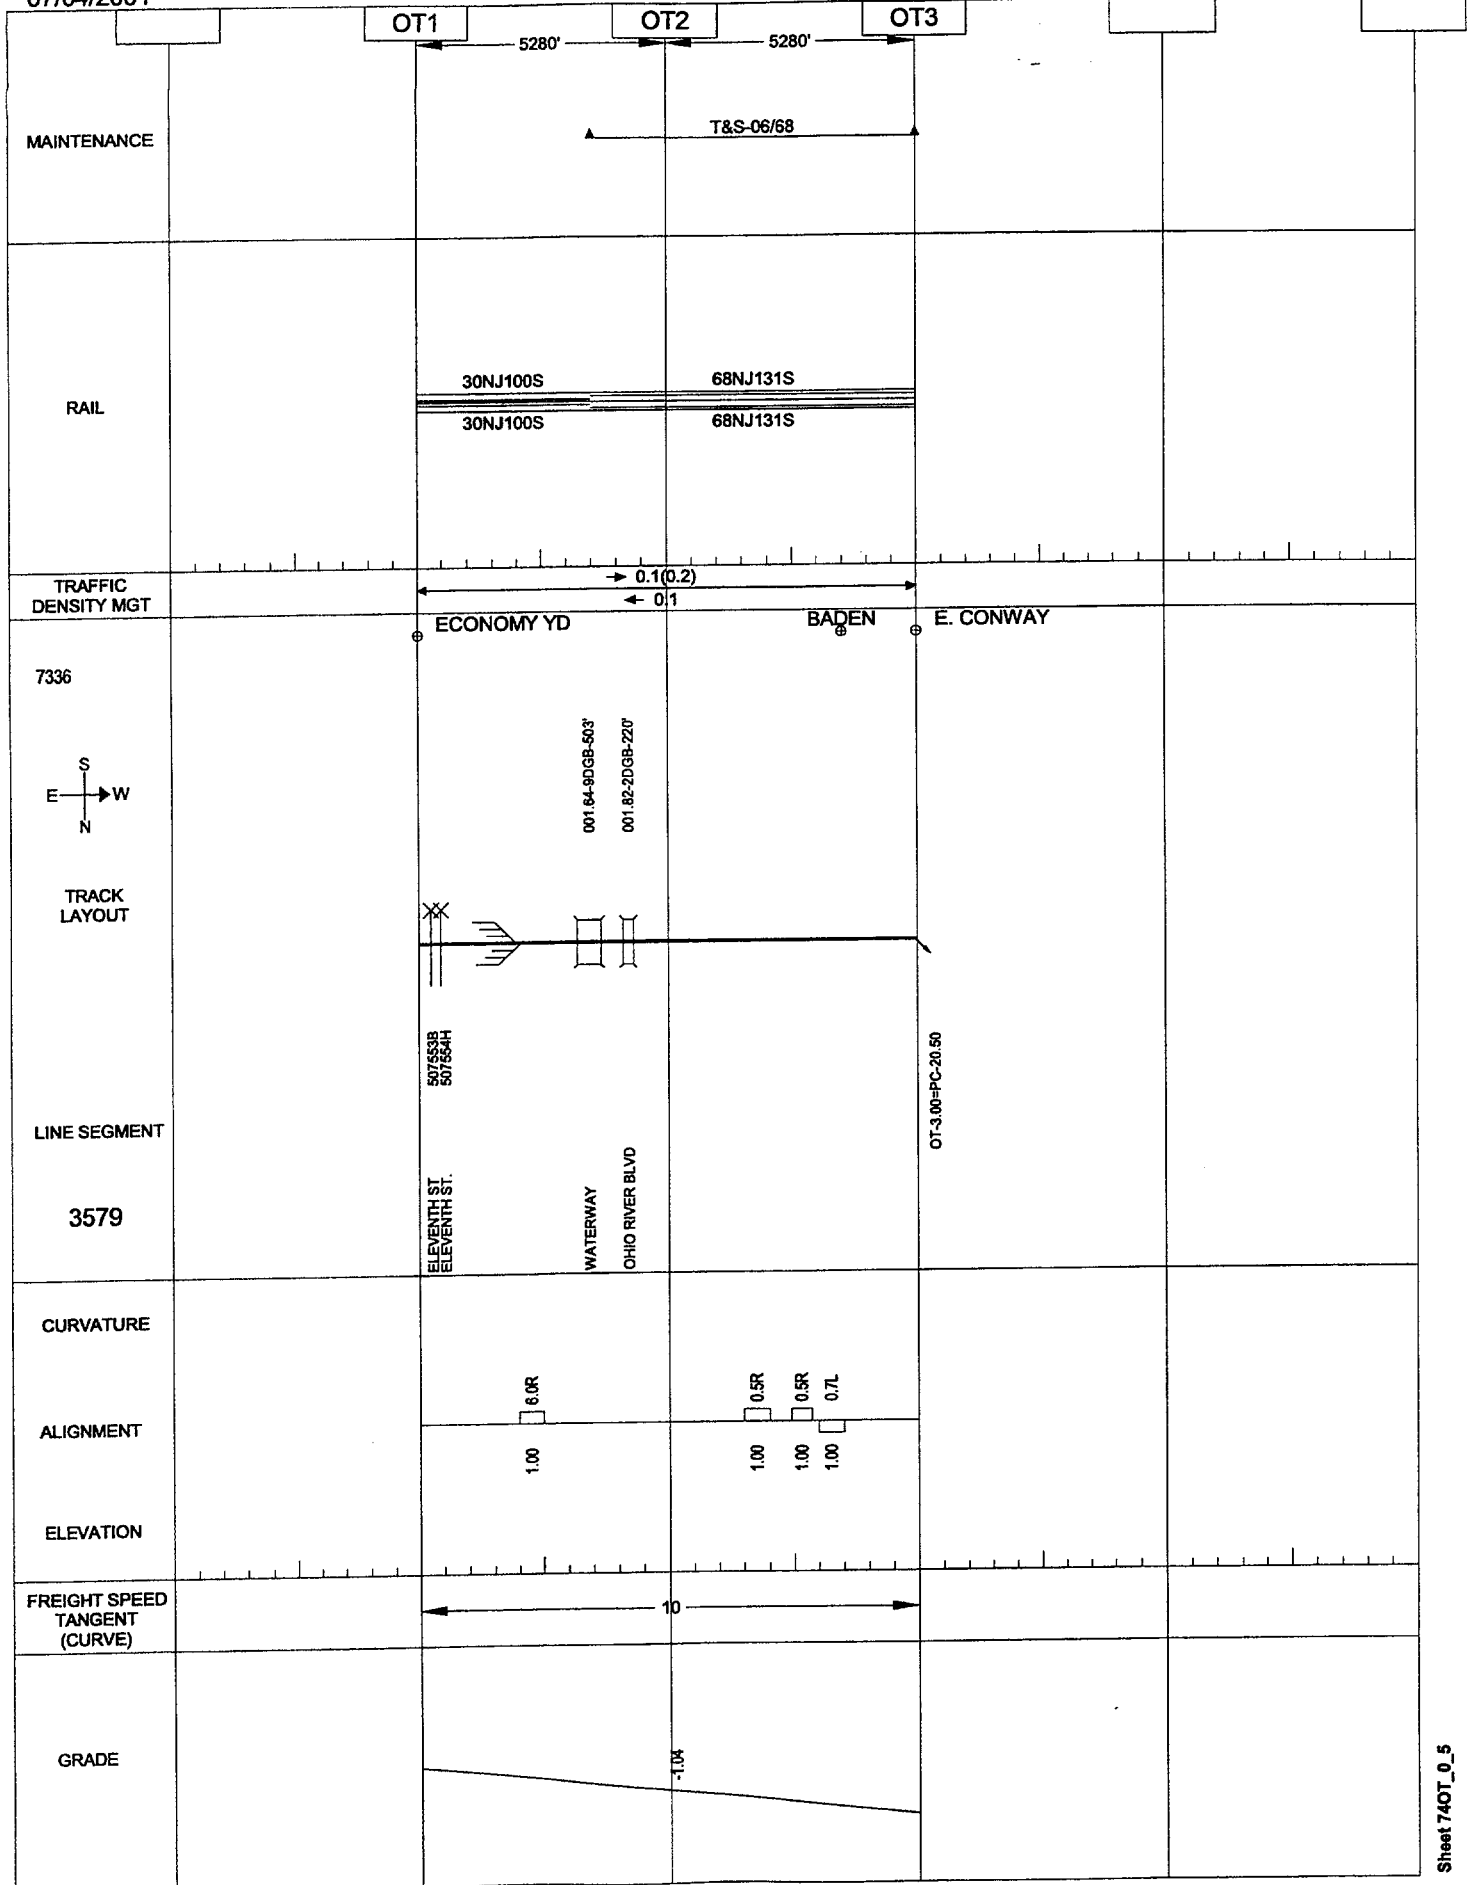 OT1
OT2
OT3
5280'
5280'
MAINTENANCE
T&S-06/68
RAIL
30NJ100S
68NJ131S
30NJ100S
68NJ131S
TRAFFIC
DENSITY MGT
0.1(0.2)
0.1
ECONOMY YD
BADEN
E. CONWAY
7336
S
E
W
N
001.64-9DGB-503'
001.82-2DGB-220'
TRACK
LAYOUT
507553B
507554H
OT-3.00=PC-20.50
LINE SEGMENT
3579
ELEVENTH ST
ELEVENTH ST.
WATERWAY
OHIO RIVER BLVD
CURVATURE
6.0R
0.5R
0.5R
0.7L
ALIGNMENT
1.00
1.00
1.00
1.00
ELEVATION
FREIGHT SPEED
TANGENT
(CURVE)
10
GRADE
-1.04
Sheet 74OT_0_5